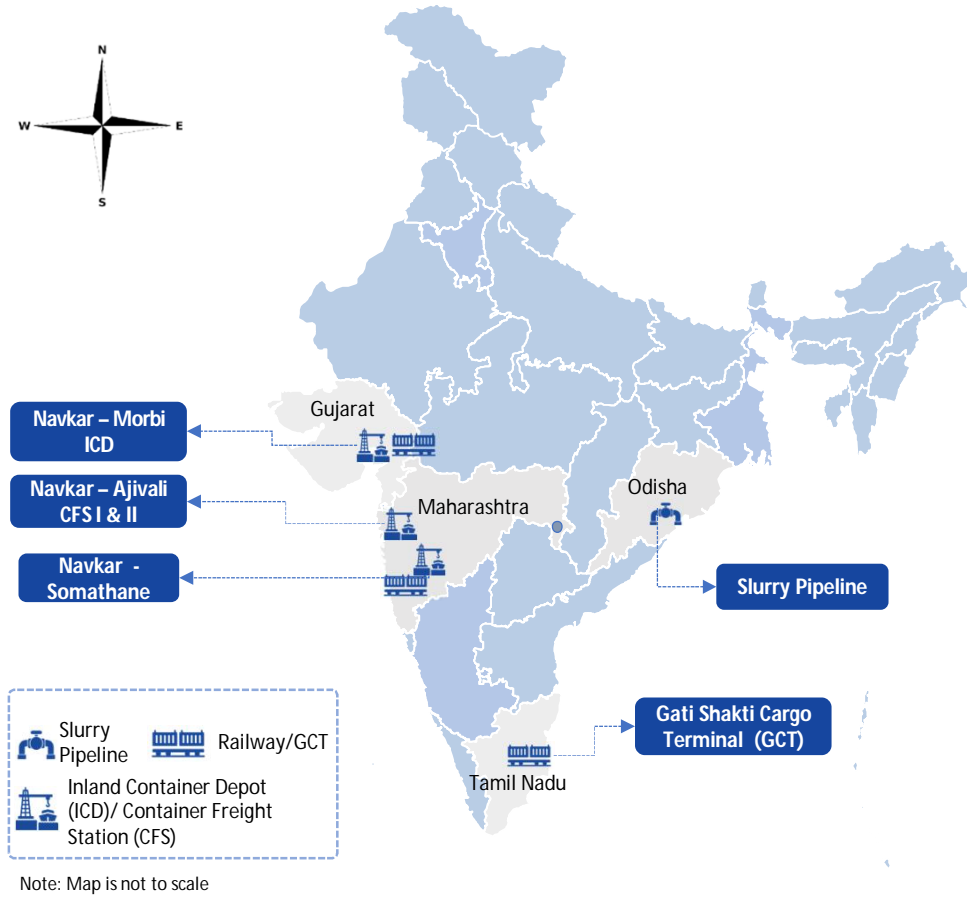 N
W
E
S
Gujarat
Navkar – Morbi
ICD
Navkar – Ajivali
CFS I & II
Maharashtra
Odisha
Navkar -
Somathane
Slurry Pipeline
Gati Shakti Cargo
Terminal (GCT)
Tamil Nadu
Slurry
Pipeline
Railway/GCT
Inland Container Depot
(ICD)/ Container Freight
Station (CFS)
Note: Map is not to scale